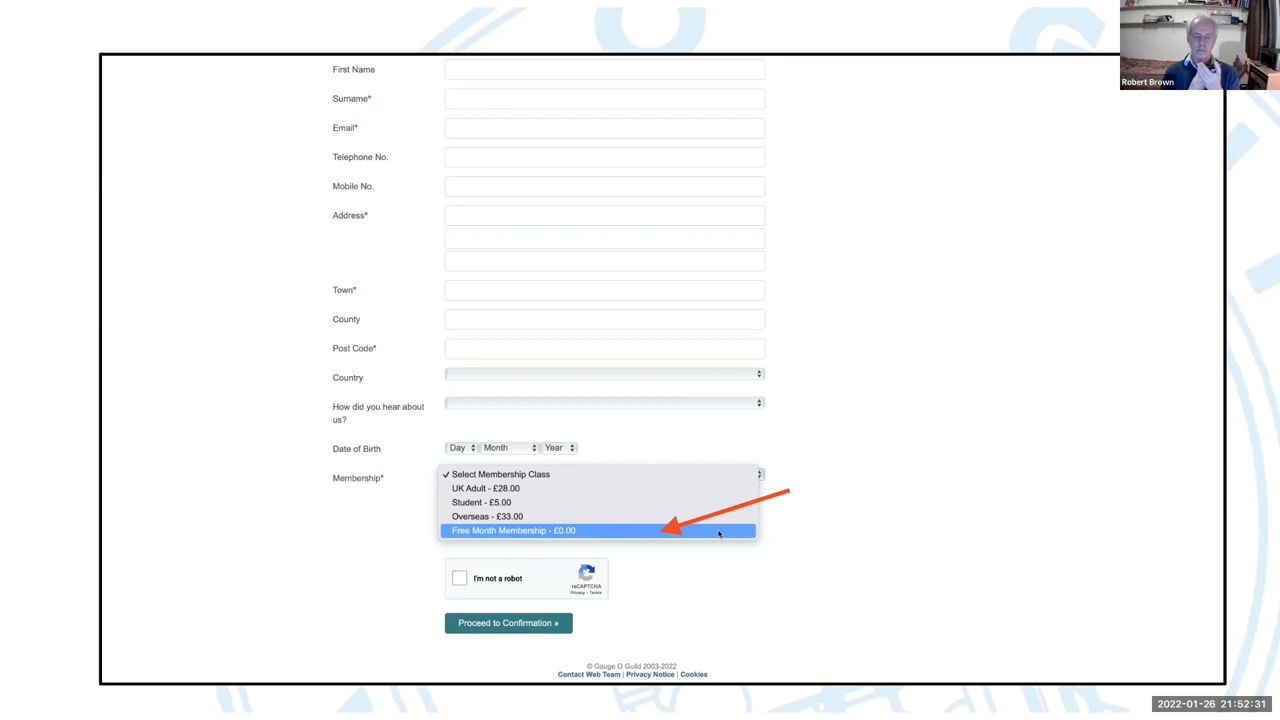 Robert Brown
First Name
Surname*
Email*
Telephone No.
Mobile No.
Address*
Town*
County
Post Code*
Country
How did you hear about
us?
Date of Birth Day Month Year
Membership* ✓ Select Membership Class
UK Adult - £28.00
Student - £5.00
Overseas - £33.00
Free Month Membership - £0.00
I'm not a robot
reCAPTCHA
Privacy - Terms
Proceed to Confirmation »
© Gauge O Guild 2003-2022
Contact Web Team | Privacy Notice | Cookies
2022-01-26 21:52:31